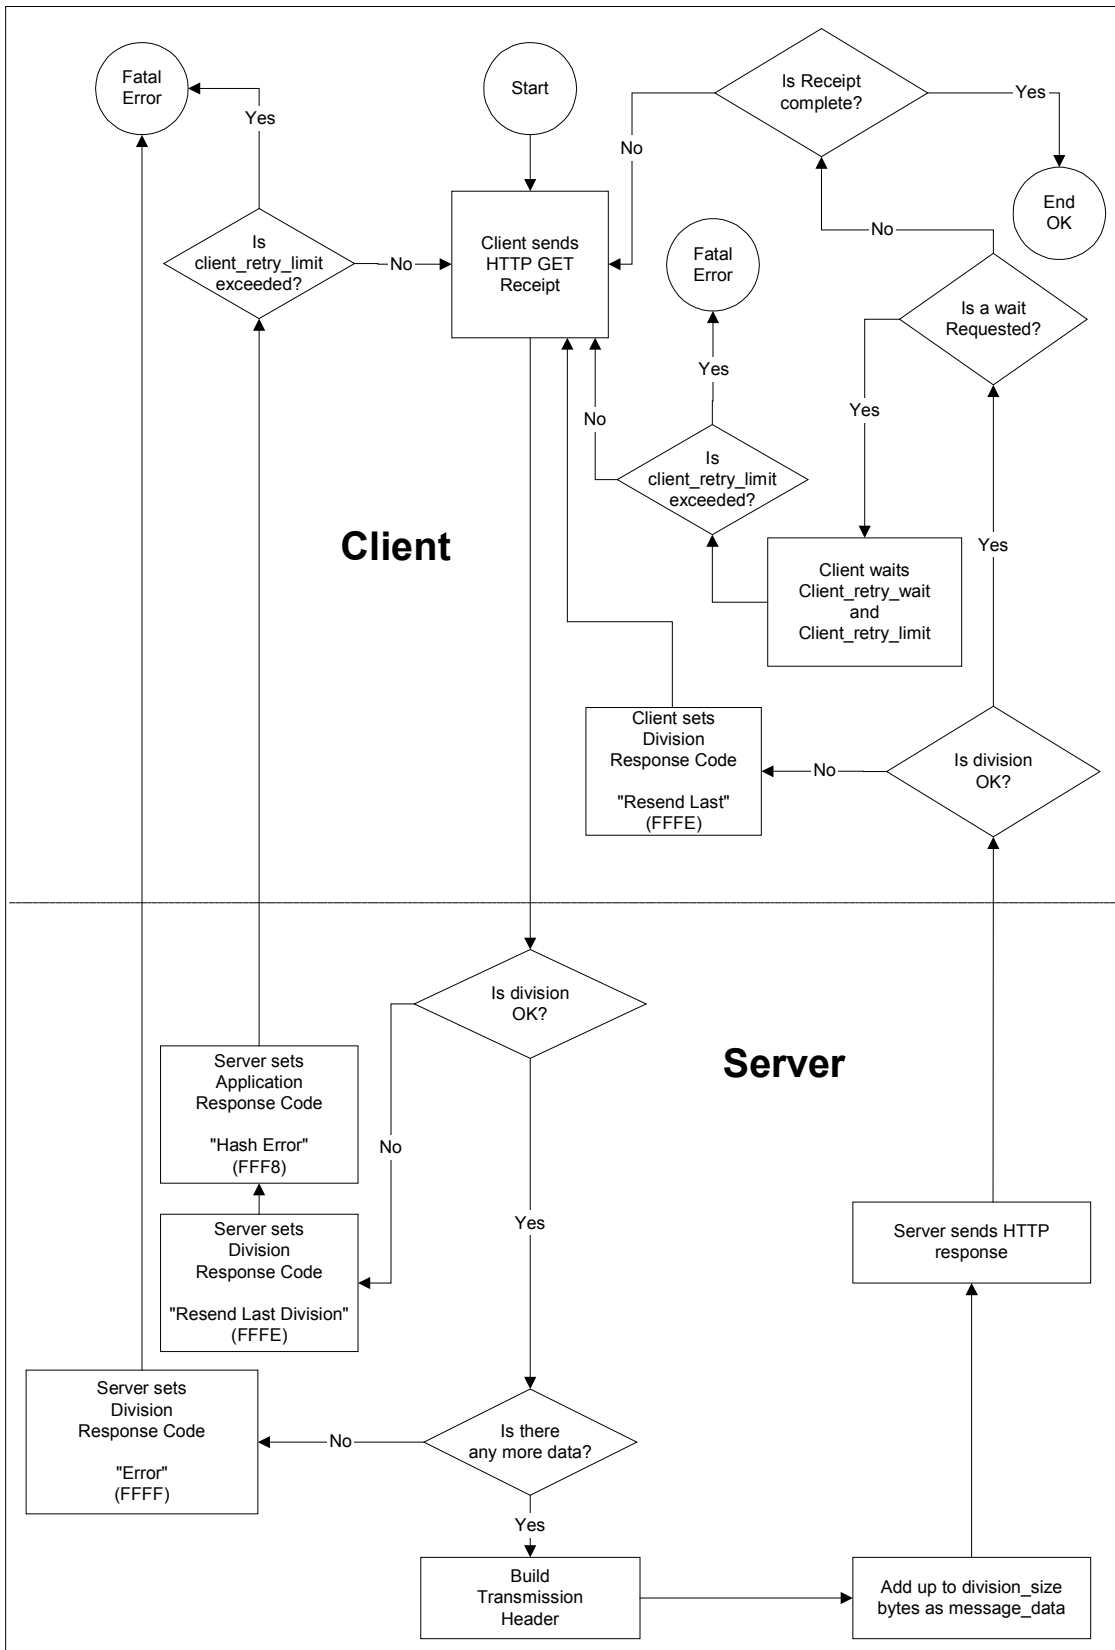 Fatal
Error
Start
Is Receipt
complete?
Yes
Yes
No
End
OK
Is
client_retry_limit
exceeded?
No
Client sends
HTTP GET
Receipt
Fatal
Error
No
Is a wait
Requested?
Yes
Yes
No
Is
client_retry_limit
exceeded?
Client
Yes
Client waits
Client_retry_wait
and
Client_retry_limit
Client sets
Division
Response Code
"Resend Last"
(FFFE)
No
Is division
OK?
Is division
OK?
Server
Server sets
Application
Response Code
"Hash Error"
(FFF8)
No
Yes
Server sets
Division
Response Code
"Resend Last Division"
(FFFE)
Server sends HTTP
response
Server sets
Division
Response Code
"Error"
(FFFF)
No
Is there
any more data?
Yes
Build
Transmission
Header
Add up to division_size
bytes as message_data